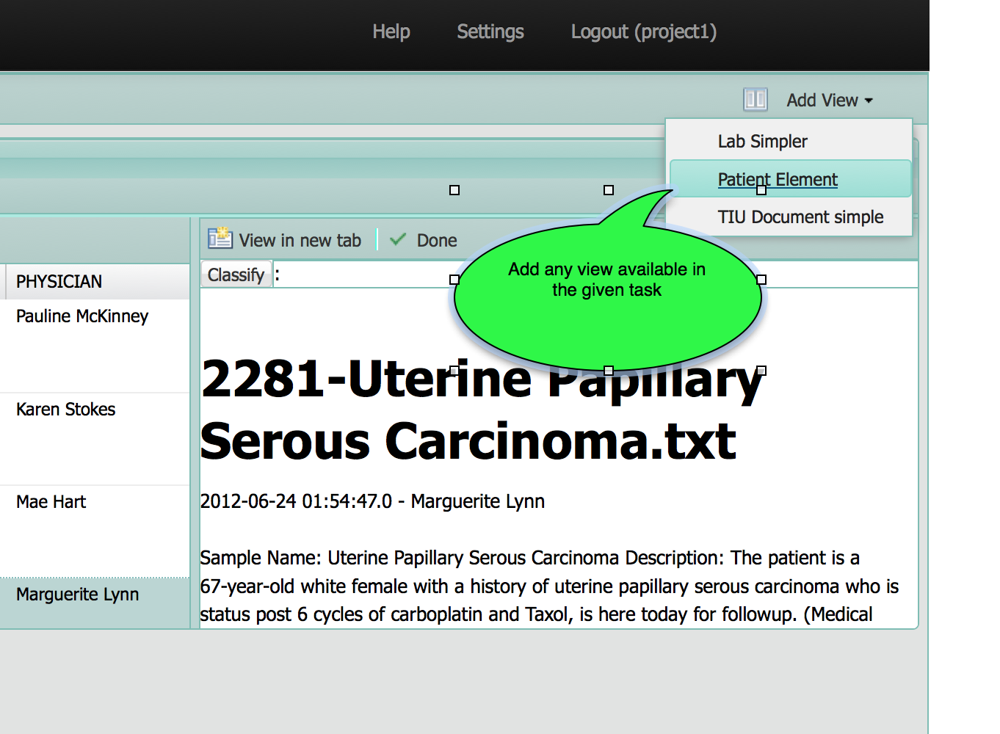 Help Settings Logout (project1)
Add View
Lab Simpler
Patient Element
TIU Document simple
View in new tab Done
Classify :
Add any view available in
the given task
PHYSICIAN
Pauline McKinney
Karen Stokes
Mae Hart
Marguerite Lynn
2281-Uterine Papillary
Serous Carcinoma.txt
2012-06-24 01:54:47.0 - Marguerite Lynn
Sample Name: Uterine Papillary Serous Carcinoma Description: The patient is a
67-year-old white female with a history of uterine papillary serous carcinoma who is
status post 6 cycles of carboplatin and Taxol, is here today for followup. (Medical